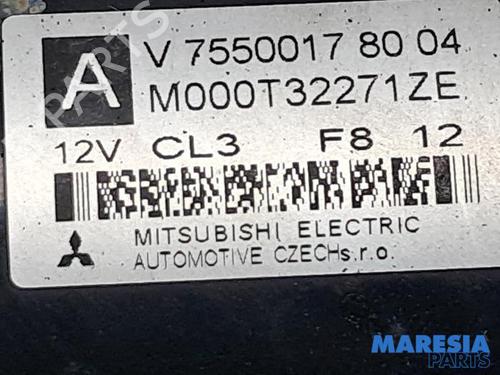 A
V 7550017 80 04
M000T32271ZE
12V CL3 F8 12
MITSUBISHI ELECTRIC
AUTOMOTIVE CZECHs.r.o.
MARESIA
PARTS